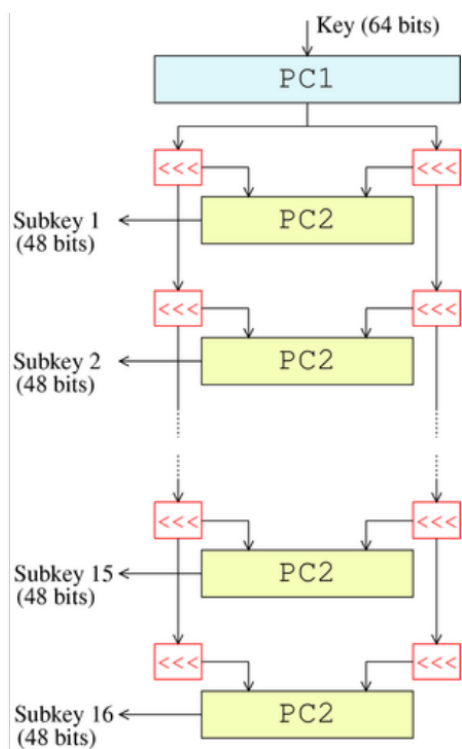 Key (64 bits)
PC1
<<< <<<
PC2
Subkey 1
(48 bits)
<<< <<<
PC2
Subkey 2
(48 bits)
<<< <<<
PC2
Subkey 15
(48 bits)
<<< <<<
PC2
Subkey 16
(48 bits)